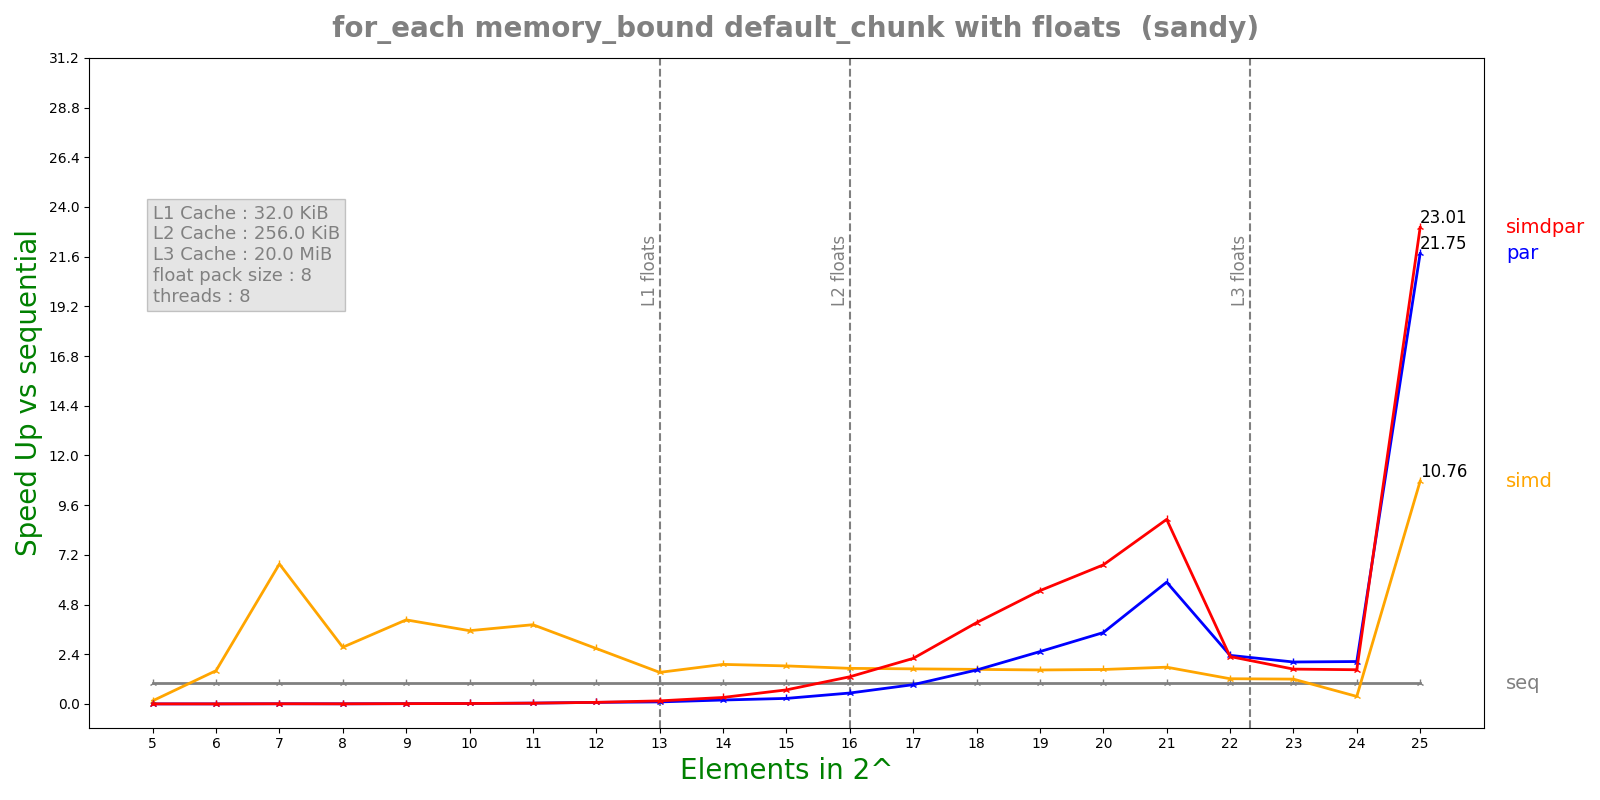 for_each memory_bound default_chunk with floats (sandy)
Speed Up vs sequential
31.2
28.8
26.4
24.0
21.6
19.2
16.8
14.4
12.0
9.6
7.2
4.8
2.4
0.0
L1 Cache : 32.0 KiB
L2 Cache : 256.0 KiB
L3 Cache : 20.0 MiB
float pack size : 8
threads : 8
L1 floats
L2 floats
L3 floats
23.01
21.75
10.76
simdpar
par
simd
seq
5 6 7 8 9 10 11 12 13 14 15 16 17 18 19 20 21 22 23 24 25
Elements in 2^